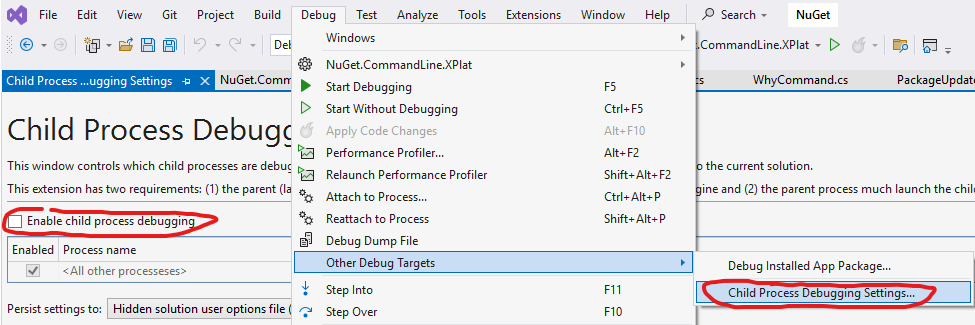 File Edit View Git Project Build Debug Test Analyze Tools Extensions Window Help Search NuGet
Windows
.CommandLine.XPlat
Child Process ...ugging Settings NuGet.Comm
WhyCommand.cs PackageUpdate
NuGet.CommandLine.XPlat
Start Debugging F5
Start Without Debugging Ctrl+F5
Apply Code Changes Alt+F10
Child Process Debugg
Performance Profiler... Alt+F2
This window controls which child processes are debug
to the current solution.
Relaunch Performance Profiler Shift+Alt+F2
This extension has two requirements: (1) the parent (la
gine and (2) the parent process much launch the chil
Attach to Process... Ctrl+Alt+P
Enable child process debugging
Reattach to Process Shift+Alt+P
Debug Dump File
Enabled Process name
Other Debug Targets
Debug Installed App Package...
<All other processeses>
Step Into F11
Child Process Debugging Settings...
Persist settings to: Hidden solution user options file (
Step Over F10